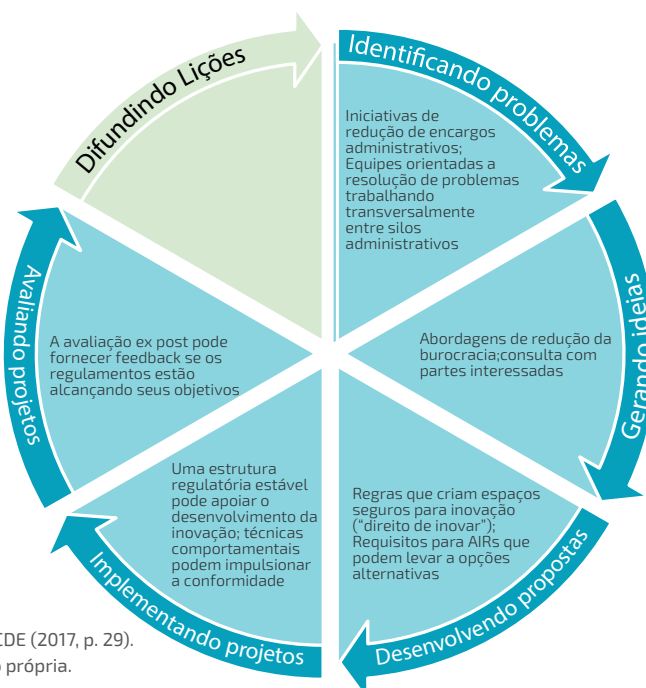 Identificando problemas
Iniciativas de
redução de encargos
administrativos;
Equipes orientadas a
resolução de problemas
trabalhando
transversalmente
entre silos
administrativos
Gerando ideias
Abordagens de redução da
burocracia;consulta com
partes interessadas
Desenvolvendo propostas
Regras que criam espaços
seguros para inovação
(“direito de inovar”);
Requisitos para AIRs que
podem levar a opções
alternativas
Implementando projetos
Uma estrutura
regulatória estável
pode apoiar o
desenvolvimento da
inovação; técnicas
comportamentais
podem impulsionar
a conformidade
Avaliando projetos
A avaliação ex post pode
fornecer feedback se os
regulamentos estão
alcançando seus objetivos
Difundindo Lições
CDE (2017, p. 29).
própria.